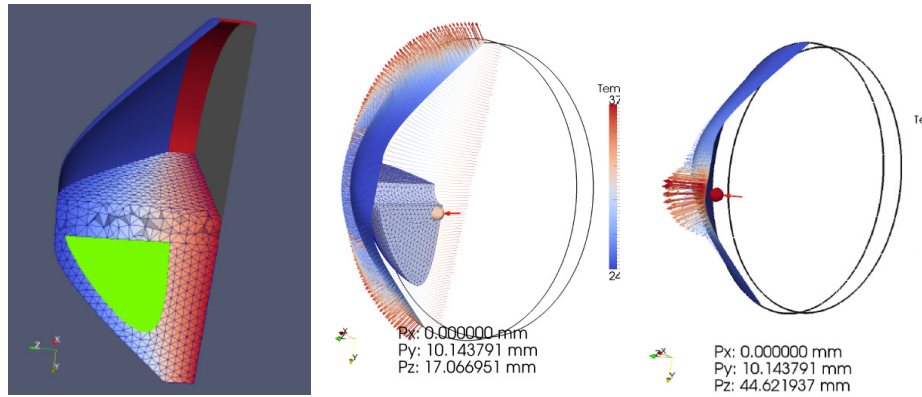 Tem
37
24
Px: 0.000000 mm
Py: 10.143791 mm
Pz: 17.066951 mm
Px: 0.000000 mm
Py: 10.143791 mm
Pz: 44.621937 mm
X
Z
Y
X
Y
Y